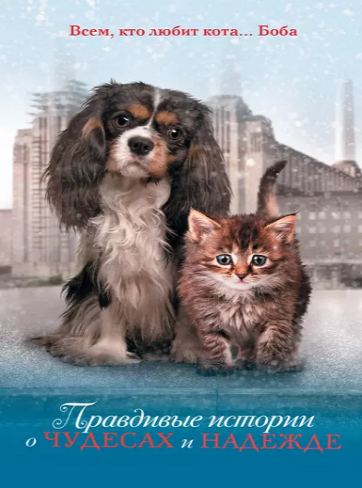 Всем, кто любит кота... Боба
Правдивые истории
о ЧУДЕСАХ и НАДЕЖДЕ